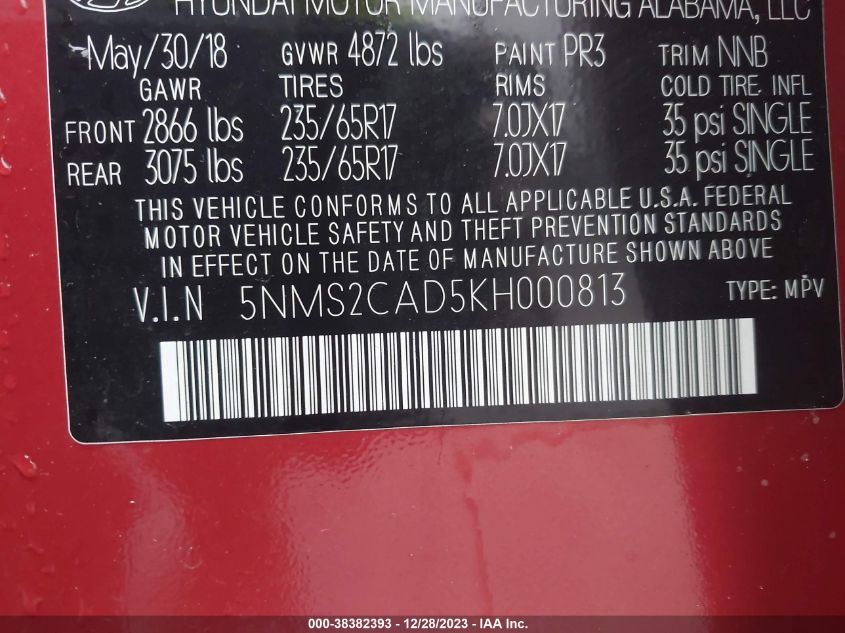 HYUNDAI MOTOR MANUFACTURING ALABAMA, LLC
May/30/18 GVWR 4872 lbs PAINT PR3 TRIM NNB
GAWR TIRES RIMS COLD TIRE. INFL
FRONT 2866 lbs 235/65R17 7.0JX17 35 psi SINGLE
REAR 3075 lbs 235/65R17 7.0JX17 35 psi SINGLE
THIS VEHICLE CONFORMS TO ALL APPLICABLE U.S.A. FEDERAL
MOTOR VEHICLE SAFETY AND THEFT PREVENTION STANDARDS
IN EFFECT ON THE DATE OF MANUFACTURE SHOWN ABOVE
V.I.N 5NMS2CAD5KH000813 TYPE: MPV
000-38382393 - 12/28/2023 - IAA Inc.